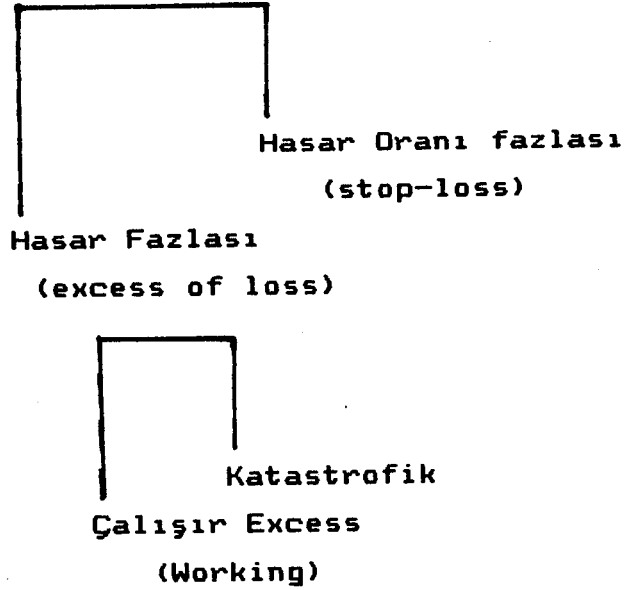 Hasar Oranı fazlası
(stop-loss)
Hasar Fazlası
(excess of loss)
Katastrofik
Çalışır Excess
(Working)